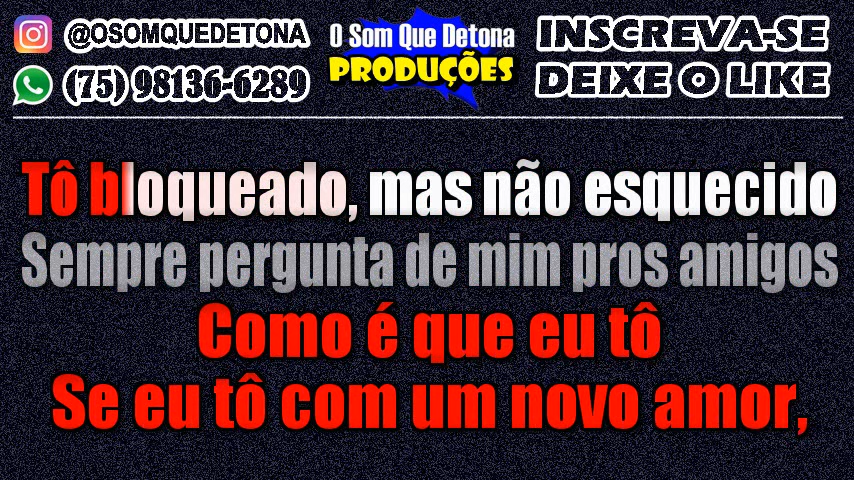 @OSOMQUEDETONA
(75) 98136-6289
O Som Que Detona
PRODUÇÕES
INSCREVA-SE
DEIXE O LIKE
Tô bloqueado, mas não esquecido
Sempre pergunta de mim pros amigos
Como é que eu tô
Se eu tô com um novo amor,